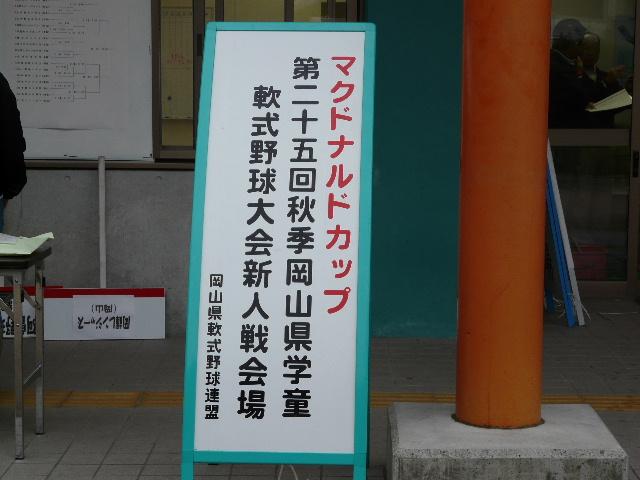 マクドナルドカップ
第二十五回秋季岡山県学童
軟式野球大会新人戦会場
岡山県軟式野球連盟
(岡山)